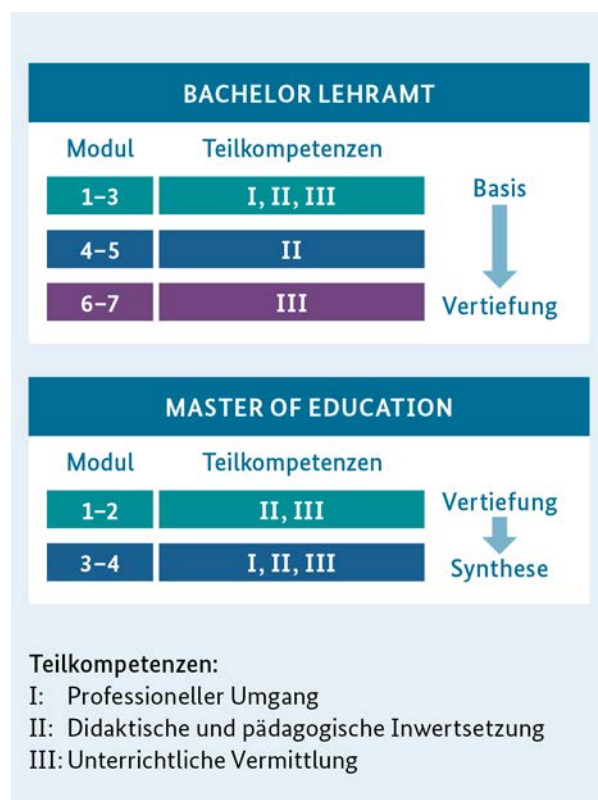 BACHELOR LEHRAMT
Modul Teilkompetenzen
1–3 I, II, III Basis
4–5 II
6–7 III Vertiefung
MASTER OF EDUCATION
Modul Teilkompetenzen
1–2 II, III Vertiefung
3–4 I, II, III Synthese
Teilkompetenzen:
I: Professioneller Umgang
II: Didaktische und pädagogische Inwertsetzung
III: Unterrichtliche Vermittlung